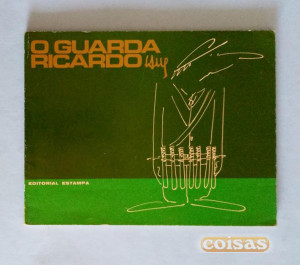 O GUARDA
RICARDO
EDITORIAL ESTAMPA
coisas